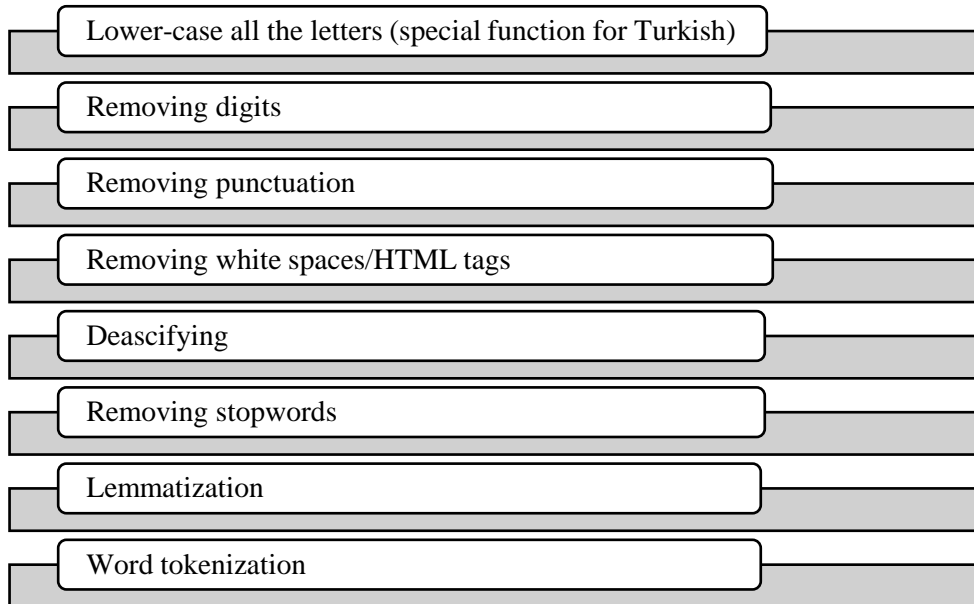 Lower-case all the letters (special function for Turkish)
Removing digits
Removing punctuation
Removing white spaces/HTML tags
Deascifying
Removing stopwords
Lemmatization
Word tokenization